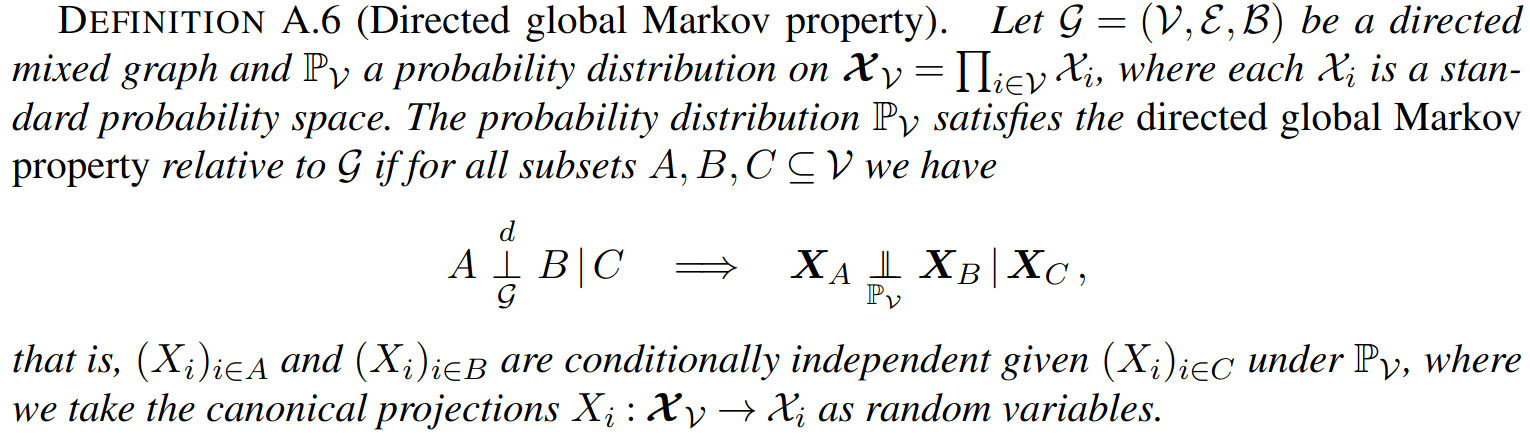 DEFINITION A.6 (Directed global Markov property). Let 𝒢 = (𝒱, ℰ, ℬ) be a directed
mixed graph and ℙ_𝒱 a probability distribution on 𝓧_𝒱 = ∏_{i∈𝒱} 𝒳_i, where each 𝒳_i is a stan-
dard probability space. The probability distribution ℙ_𝒱 satisfies the directed global Markov
property relative to 𝒢 if for all subsets A, B, C ⊆ 𝒱 we have
A \overset{d}{\underset{𝒢}{⊥}} B | C ⟹ 𝑿_A \underset{ℙ_𝒱}{⫫} 𝑿_B | 𝑿_C ,
that is, (X_i)_{i∈A} and (X_i)_{i∈B} are conditionally independent given (X_i)_{i∈C} under ℙ_𝒱, where
we take the canonical projections X_i : 𝓧_𝒱 → 𝒳_i as random variables.